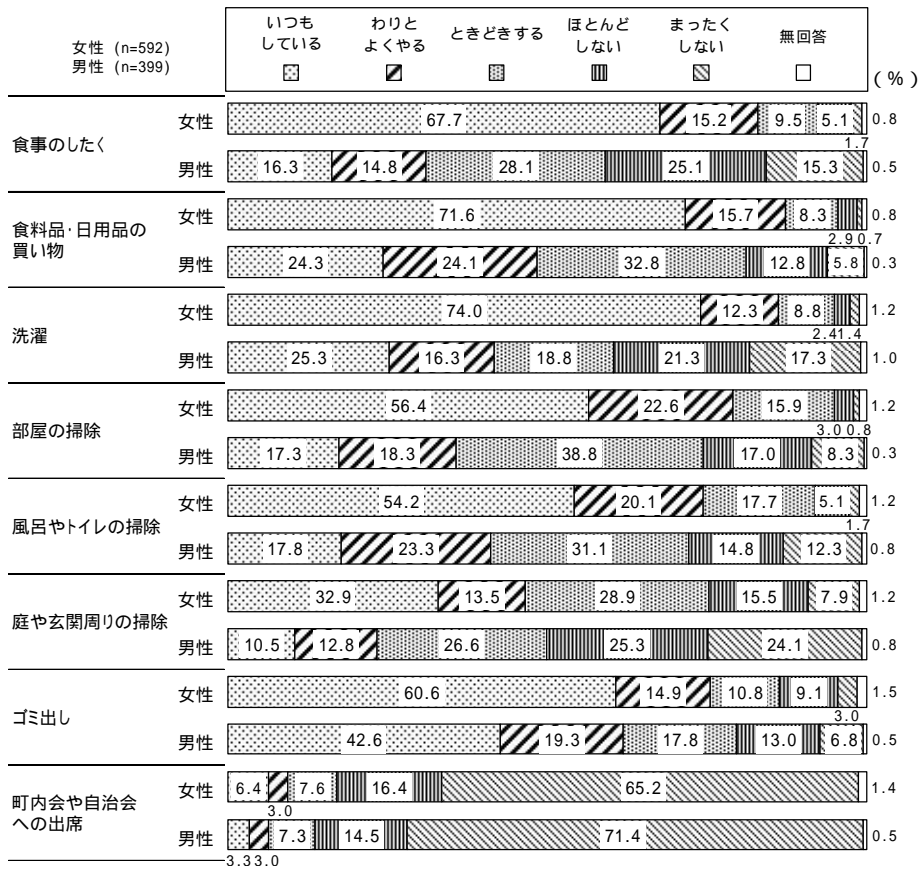 女性 (n=592)
男性 (n=399)
いつも
している
わりと
よくやる
ときどきする
ほとんど
しない
まったく
しない
無回答
(％)
食事のしたく
女性 67.7 15.2 9.5 5.1 0.8
1.7
男性 16.3 14.8 28.1 25.1 15.3 0.5
食料品・日用品の
買い物
女性 71.6 15.7 8.3 0.8
2.9 0.7
男性 24.3 24.1 32.8 12.8 5.8 0.3
洗濯
女性 74.0 12.3 8.8 1.2
2.4 1.4
男性 25.3 16.3 18.8 21.3 17.3 1.0
部屋の掃除
女性 56.4 22.6 15.9 1.2
3.0 0.8
男性 17.3 18.3 38.8 17.0 8.3 0.3
風呂やトイレの掃除
女性 54.2 20.1 17.7 5.1 1.2
1.7
男性 17.8 23.3 31.1 14.8 12.3 0.8
庭や玄関周りの掃除
女性 32.9 13.5 28.9 15.5 7.9 1.2
男性 10.5 12.8 26.6 25.3 24.1 0.8
ゴミ出し
女性 60.6 14.9 10.8 9.1 1.5
3.0
男性 42.6 19.3 17.8 13.0 6.8 0.5
町内会や自治会
への出席
女性 6.4 7.6 16.4 65.2 1.4
3.0
男性 7.3 14.5 71.4 0.5
3.3 3.0